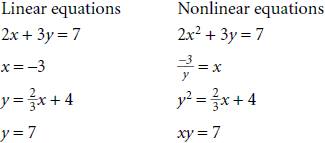 Linear equations Nonlinear equations
2x + 3y = 7 2x² + 3y = 7
x = −3 −3/y = x
y = 2/3x + 4 y² = 2/3x + 4
y = 7 xy = 7